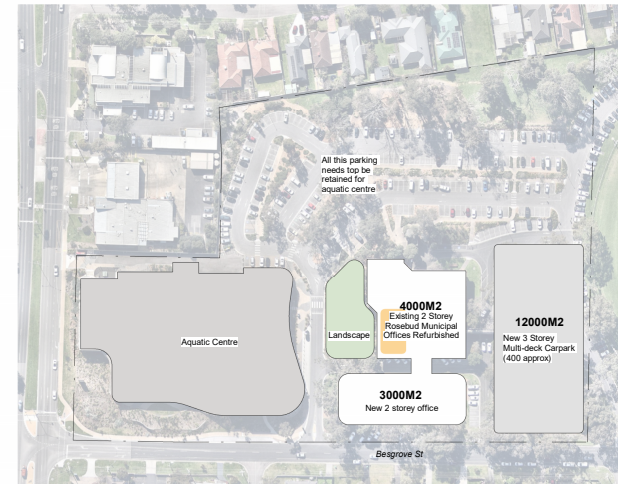 All this parking
needs top be
retained for
aquatic centre
4000M2
Existing 2 Storey
Rosebud Municipal
Offices Refurbished
12000M2
New 3 Storey
Multi-deck Carpark
(400 approx)
Landscape
Aquatic Centre
3000M2
New 2 storey office
Besgrove St